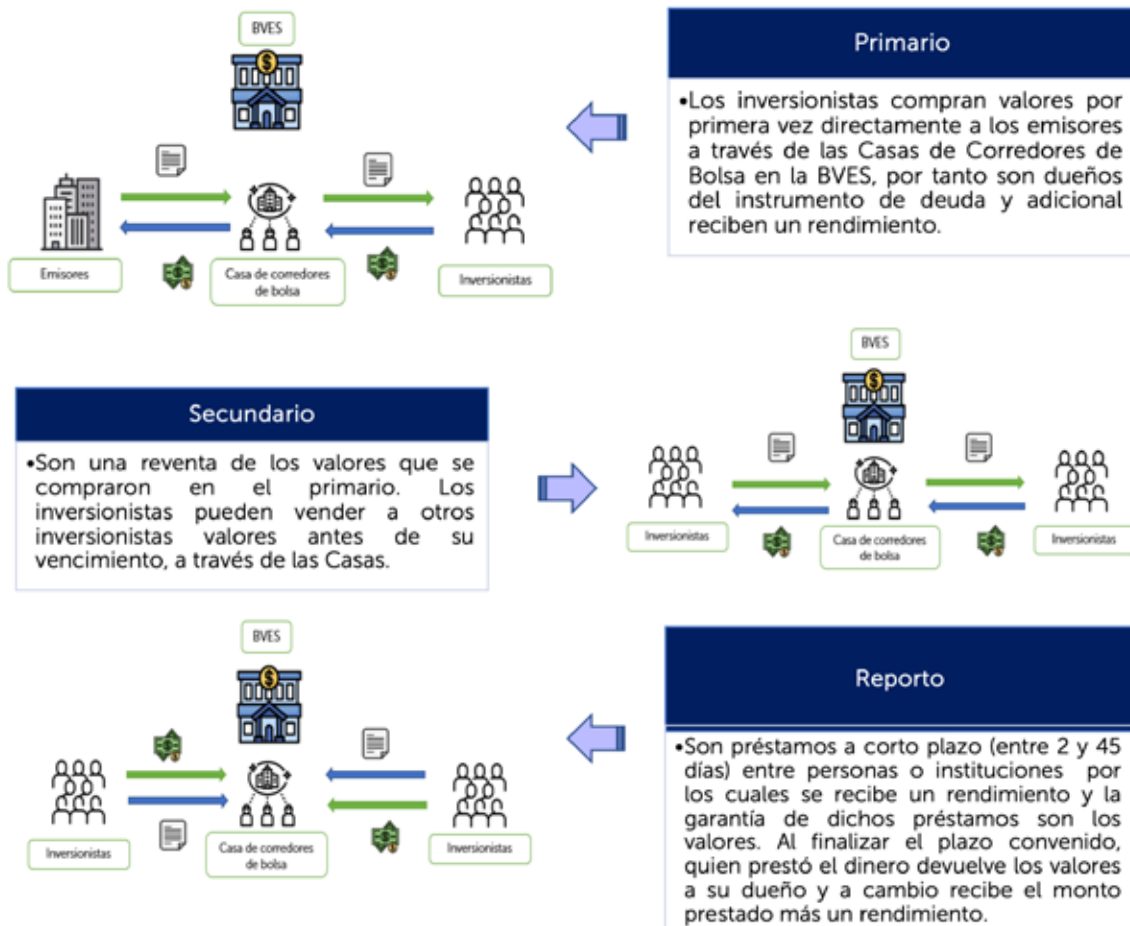 BVES
Emisores
Casa de corredores
de bolsa
Inversionistas
Primario
•Los inversionistas compran valores por
primera vez directamente a los emisores
a través de las Casas de Corredores de
Bolsa en la BVES, por tanto son dueños
del instrumento de deuda y adicional
reciben un rendimiento.
Secundario
•Son una reventa de los valores que se
compraron en el primario. Los
inversionistas pueden vender a otros
inversionistas valores antes de su
vencimiento, a través de las Casas.
BVES
Inversionistas
Casa de corredores
de bolsa
Inversionistas
BVES
Inversionistas
Casa de corredores
de bolsa
Inversionistas
Reporto
•Son préstamos a corto plazo (entre 2 y 45
días) entre personas o instituciones por
los cuales se recibe un rendimiento y la
garantía de dichos préstamos son los
valores. Al finalizar el plazo convenido,
quien prestó el dinero devuelve los valores
a su dueño y a cambio recibe el monto
prestado más un rendimiento.